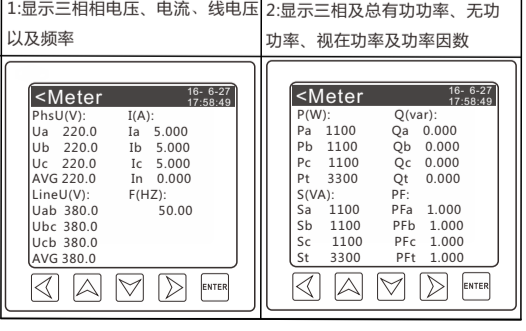 1:显示三相相电压、电流、线电压
以及频率
<Meter 16- 6-27
17:58:49
PhsU(V): I(A):
Ua 220.0 Ia 5.000
Ub 220.0 Ib 5.000
Uc 220.0 Ic 5.000
AVG 220.0 In 0.000
LineU(V): F(HZ):
Uab 380.0 50.00
Ubc 380.0
Ucb 380.0
AVG 380.0
ENTER
2:显示三相及总有功功率、无功
功率、视在功率及功率因数
<Meter 16- 6-27
17:58:49
P(W): Q(var):
Pa 1100 Qa 0.000
Pb 1100 Qb 0.000
Pc 1100 Qc 0.000
Pt 3300 Qt 0.000
S(VA): PF:
Sa 1100 PFa 1.000
Sb 1100 PFb 1.000
Sc 1100 PFc 1.000
St 3300 PFt 1.000
ENTER